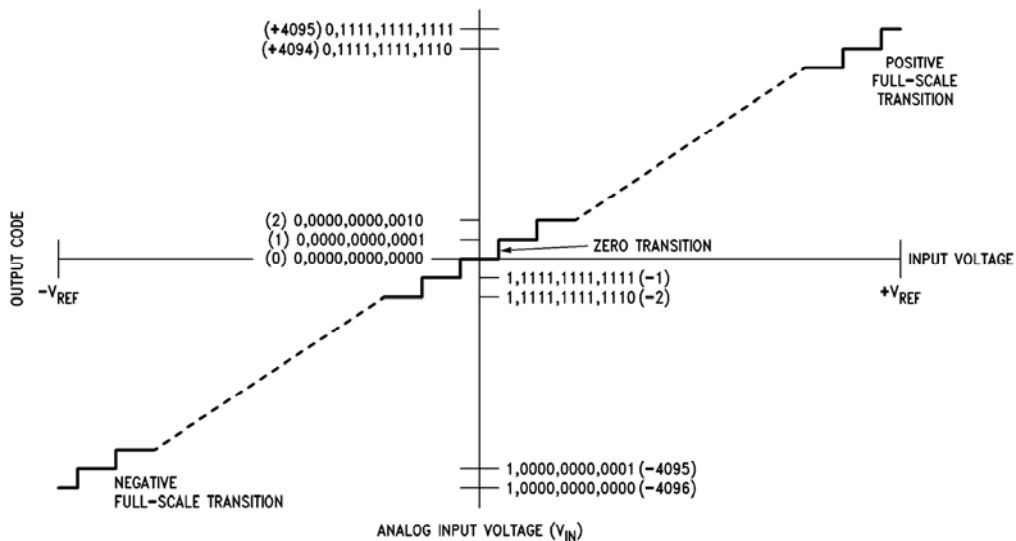 (+4095) 0,1111,1111,1111
(+4094) 0,1111,1111,1110
POSITIVE
FULL-SCALE
TRANSITION
(2) 0,0000,0000,0010
(1) 0,0000,0000,0001
(0) 0,0000,0000,0000
ZERO TRANSITION
OUTPUT CODE
-VREF
INPUT VOLTAGE
+VREF
1,1111,1111,1111 (-1)
1,1111,1111,1110 (-2)
1,0000,0000,0001 (-4095)
1,0000,0000,0000 (-4096)
NEGATIVE
FULL-SCALE TRANSITION
ANALOG INPUT VOLTAGE (VIN)